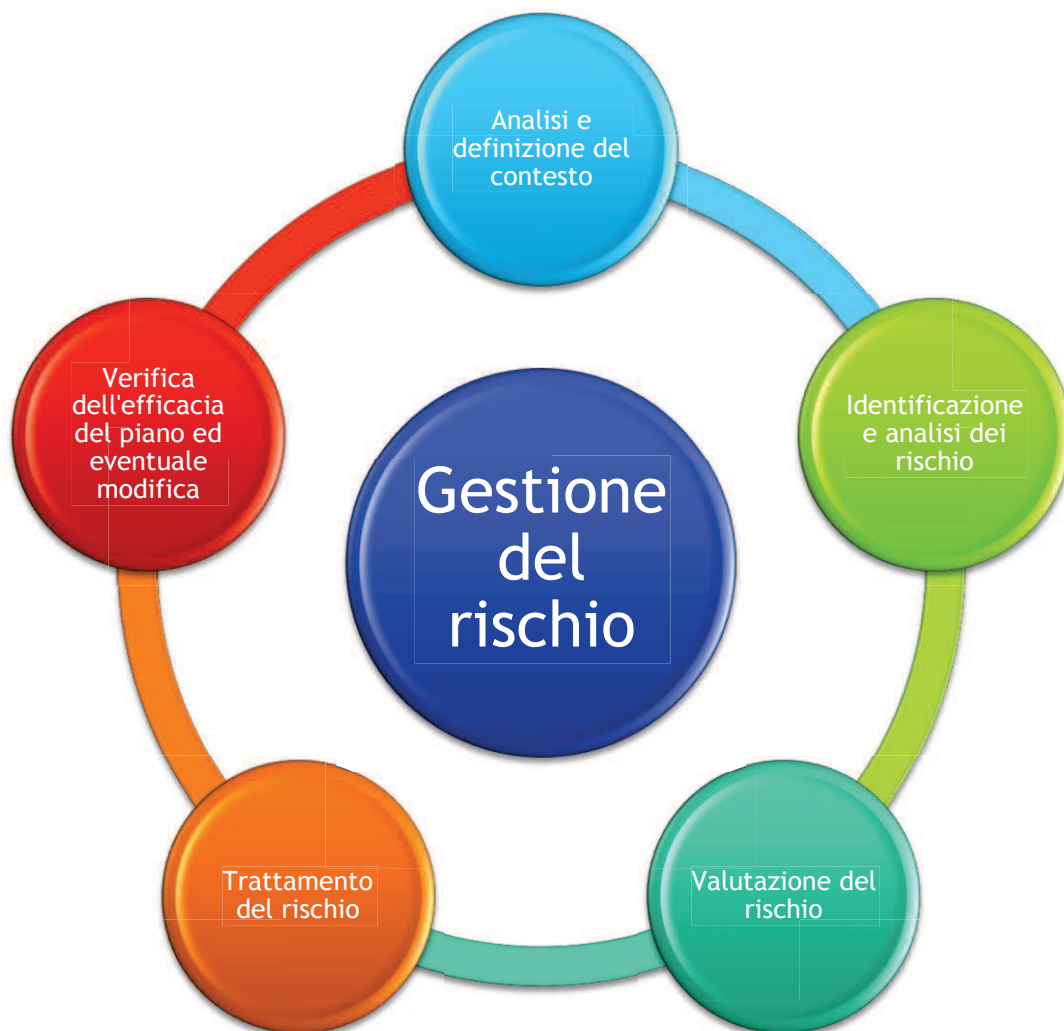 Analisi e
definizione del
contesto
Identificazione
e analisi dei
rischio
Valutazione del
rischio
Trattamento
del rischio
Verifica
dell'efficacia
del piano ed
eventuale
modifica
Gestione
del
rischio